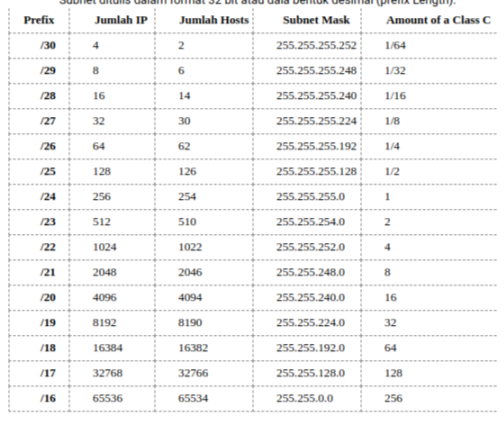 Subnet ditulis dalam format 32 bit atau dala bentuk desimal (prefix Length).
Prefix Jumlah IP Jumlah Hosts Subnet Mask Amount of a Class C
/30 4 2 255.255.255.252 1/64
/29 8 6 255.255.255.248 1/32
/28 16 14 255.255.255.240 1/16
/27 32 30 255.255.255.224 1/8
/26 64 62 255.255.255.192 1/4
/25 128 126 255.255.255.128 1/2
/24 256 254 255.255.255.0 1
/23 512 510 255.255.254.0 2
/22 1024 1022 255.255.252.0 4
/21 2048 2046 255.255.248.0 8
/20 4096 4094 255.255.240.0 16
/19 8192 8190 255.255.224.0 32
/18 16384 16382 255.255.192.0 64
/17 32768 32766 255.255.128.0 128
/16 65536 65534 255.255.0.0 256